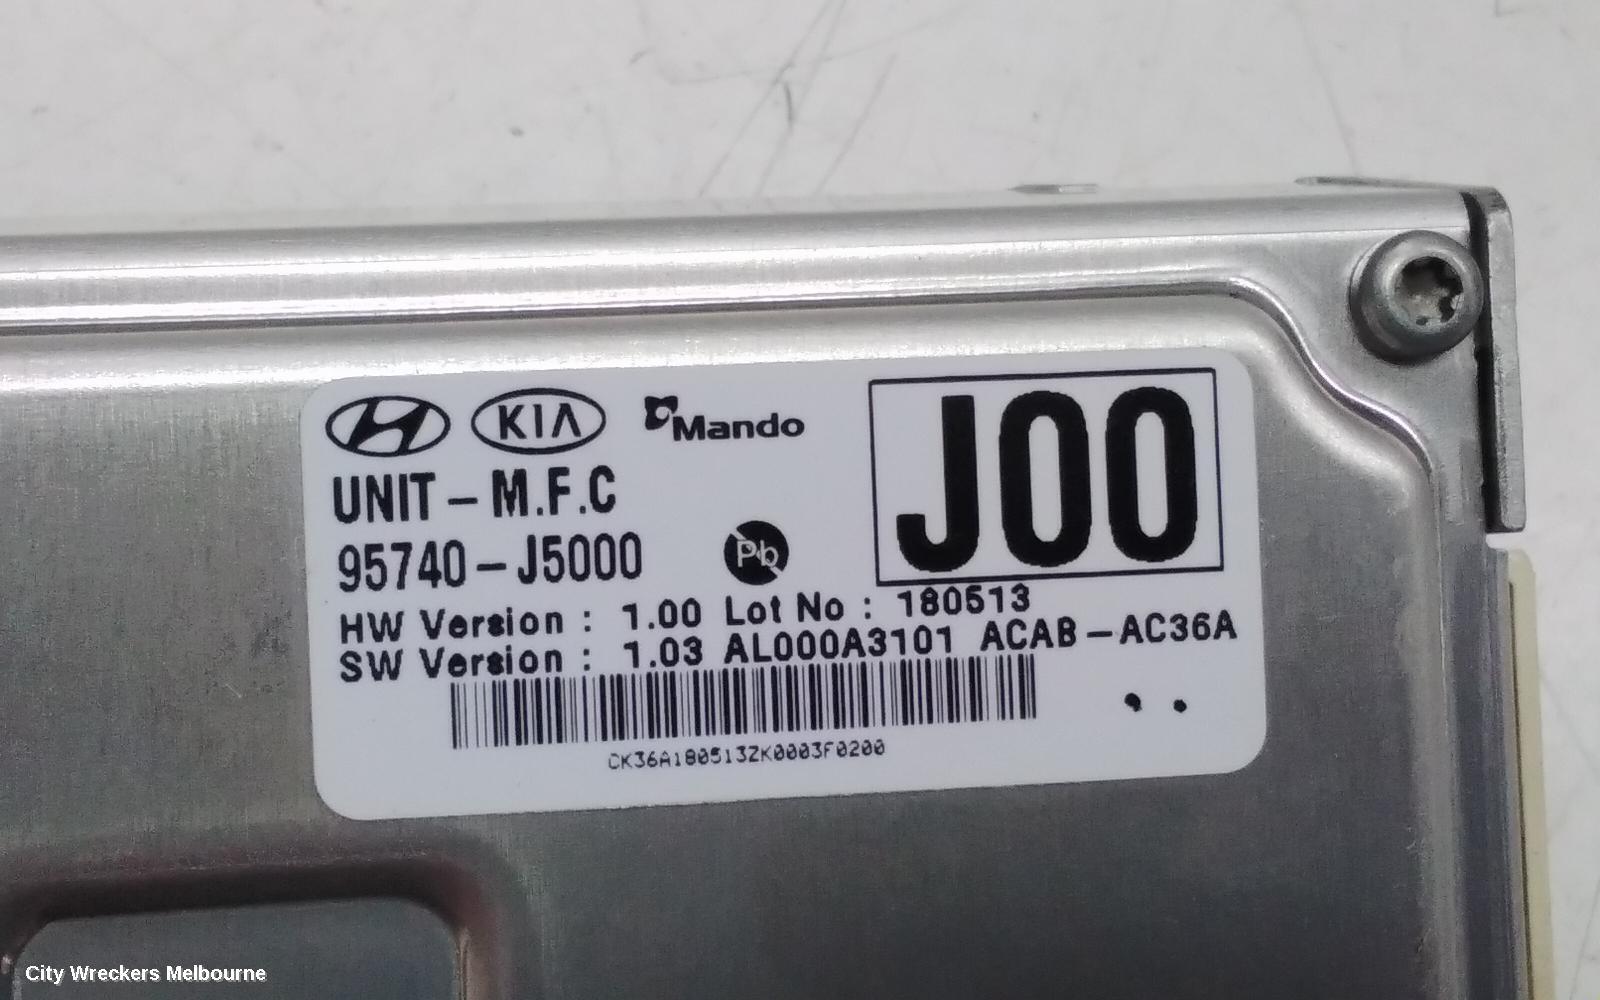 KIA Mando
J00
UNIT - M.F.C
95740-J5000
Pb
HW Version : 1.00 Lot No : 180513
SW Version : 1.03 AL000A3101 ACAB-AC36A
CK36A180513ZK0003F0200
City Wreckers Melbourne